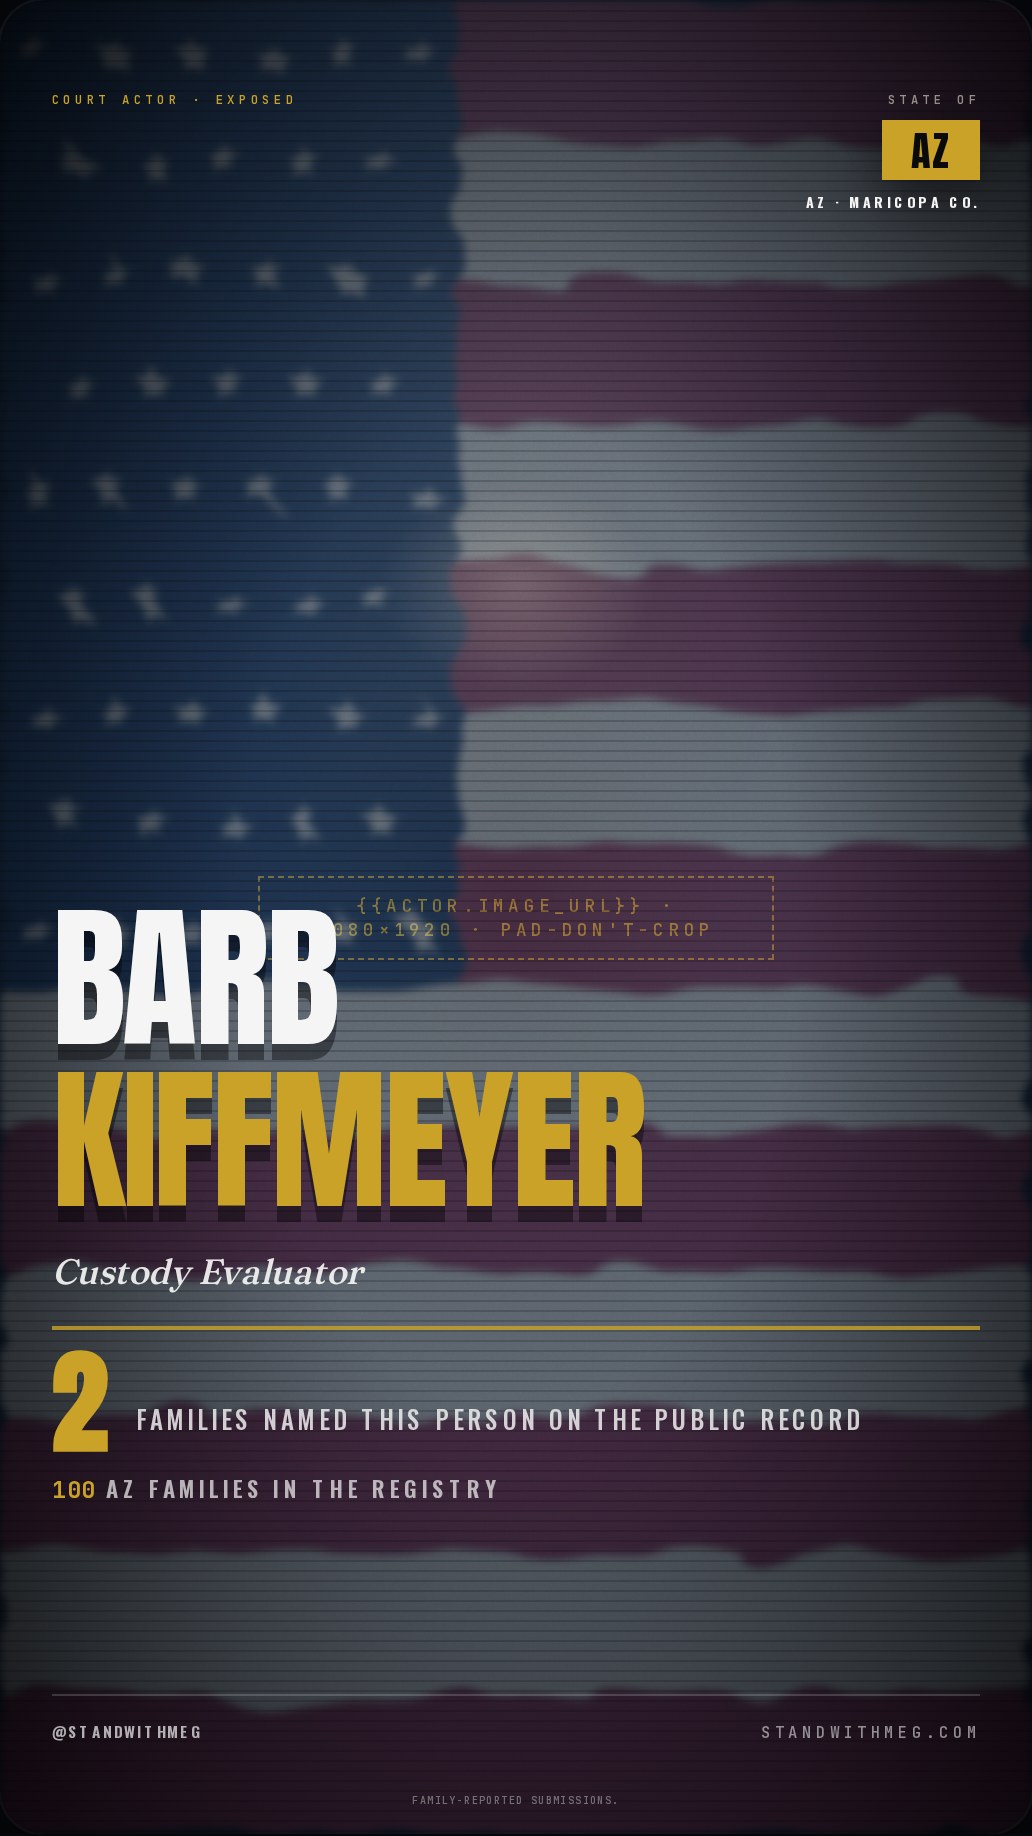 COURT ACTOR · EXPOSED
STATE OF
AZ
AZ · MARICOPA CO.
{{ACTOR.IMAGE_URL}} ·
080×1920 · PAD-DON'T-CROP
BARB
KIFFMEYER
Custody Evaluator
2 FAMILIES NAMED THIS PERSON ON THE PUBLIC RECORD
100 AZ FAMILIES IN THE REGISTRY
@STANDWITHMEG
STANDWITHMEG.COM
FAMILY-REPORTED SUBMISSIONS.